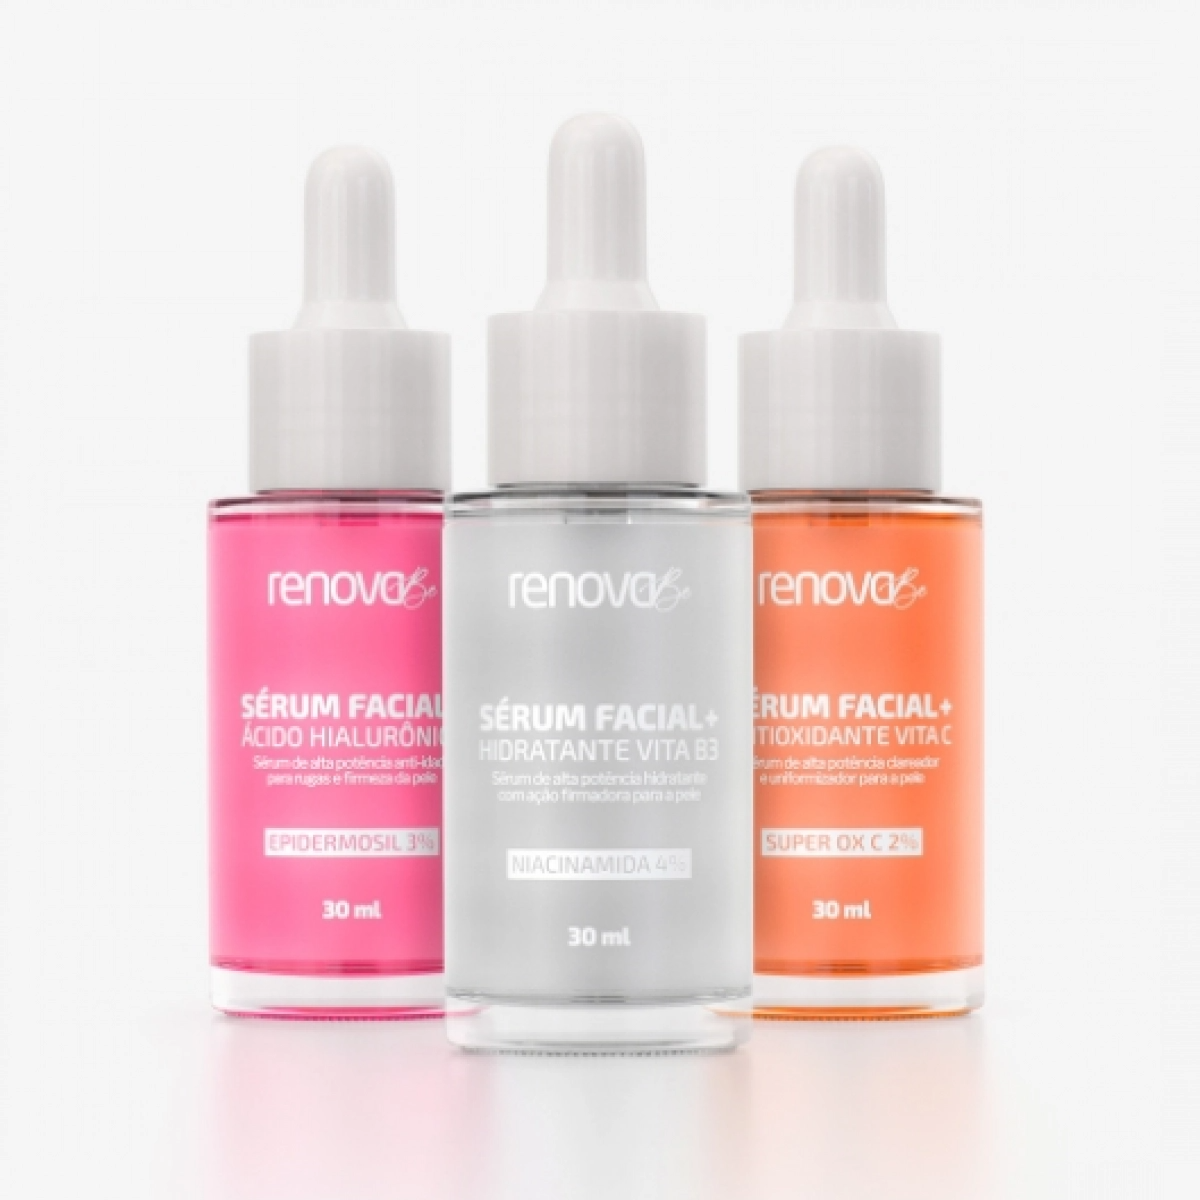 renova Be
SÉRUM FACIAL
ÁCIDO HIALURÔNIC
Sérum de alta potência anti-idad
para rugas e firmeza da pele
EPIDERMOSIL 3%
30 ml
renova Be
SÉRUM FACIAL+
HIDRATANTE VITA B3
Sérum de alta potência hidratante
com ação firmadora para a pele
NIACINAMIDA 4%
30 ml
renova Be
ÉRUM FACIAL+
TIOXIDANTE VITA C
érum de alta potência clareador
e uniformizador para a pele
SUPER OX C 2%
30 ml